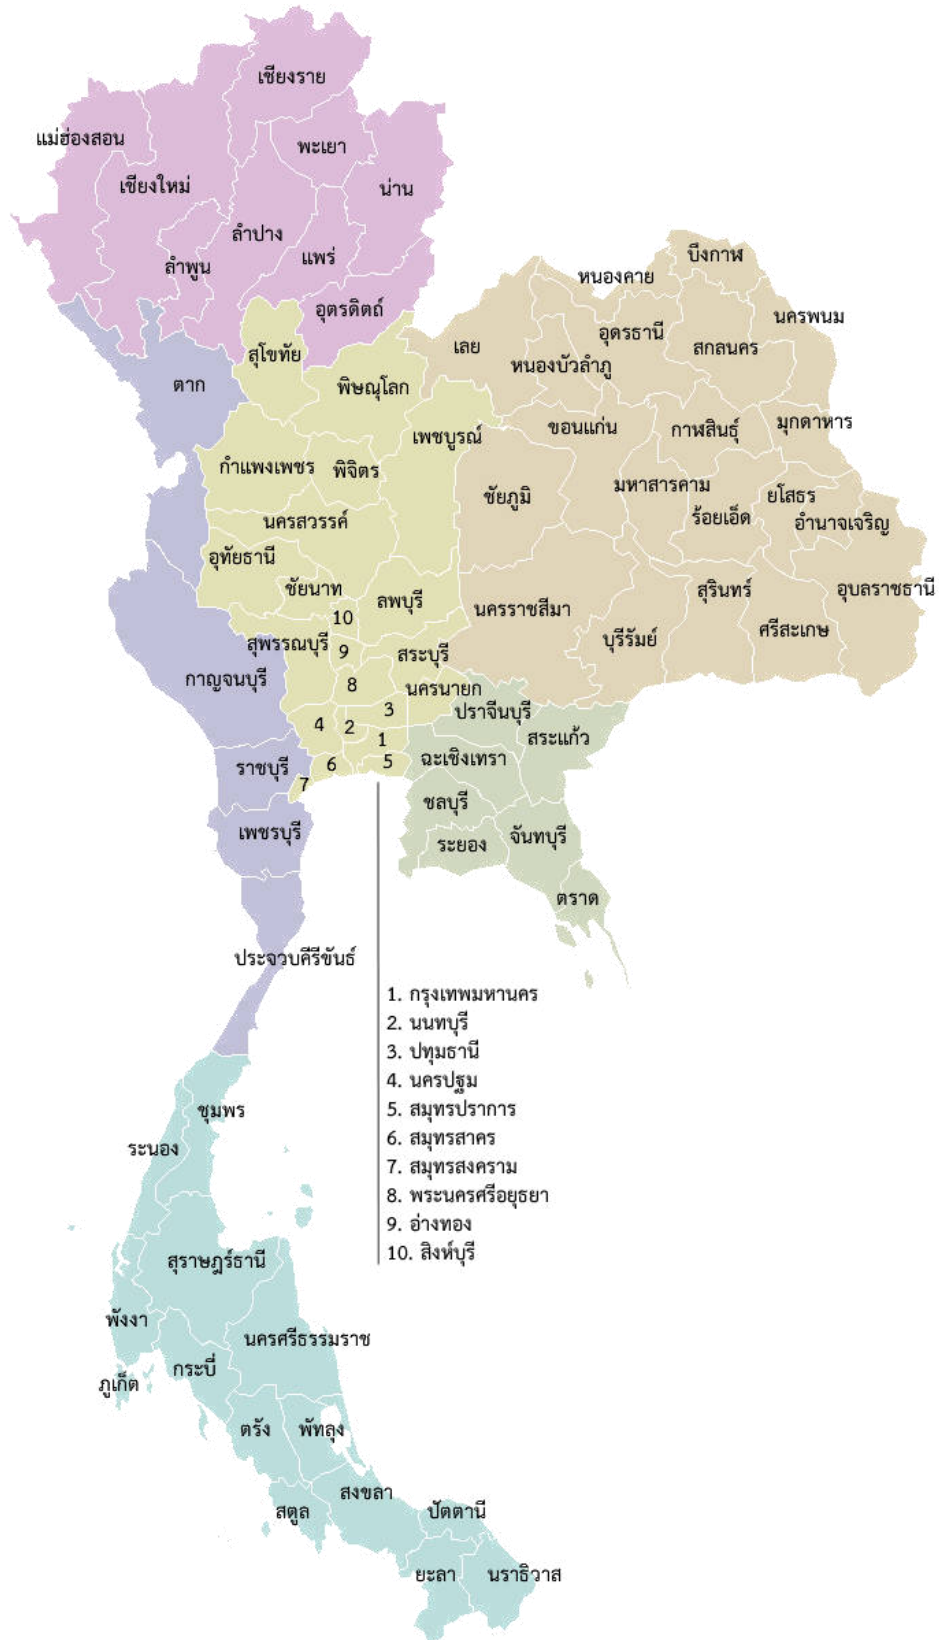 เชียงราย
แม่ฮ่องสอน
พะเยา
เชียงใหม่
น่าน
ลำปาง
แพร่
ลำพูน
อุตรดิตถ์
บึงกาฬ
หนองคาย
นครพนม
อุดรธานี
สกลนคร
เลย
หนองบัวลำภู
สุโขทัย
ตาก
พิษณุโลก
มุกดาหาร
ขอนแก่น
กาฬสินธุ์
เพชบูรณ์
กำแพงเพชร
พิจิตร
มหาสารคาม
ชัยภูมิ
ยโสธร
ร้อยเอ็ด
นครสวรรค์
อำนาจเจริญ
อุทัยธานี
ชัยนาท
อุบลราชธานี
สุรินทร์
ลพบุรี
นครราชสีมา
10
ศรีสะเกษ
บุรีรัมย์
สุพรรณบุรี
9
สระบุรี
กาญจนบุรี
8
นครนายก
3
ปราจีนบุรี
4
2
สระแก้ว
1
ฉะเชิงเทรา
5
6
ราชบุรี
7
ชลบุรี
เพชรบุรี
จันทบุรี
ระยอง
ตราด
ประจวบคีรีขันธ์
1. กรุงเทพมหานคร
2. นนทบุรี
3. ปทุมธานี
4. นครปฐม
5. สมุทรปราการ
6. สมุทรสาคร
7. สมุทรสงคราม
8. พระนครศรีอยุธยา
9. อ่างทอง
10. สิงห์บุรี
ชุมพร
ระนอง
สุราษฎร์ธานี
พังงา
นครศรีธรรมราช
กระบี่
ภูเก็ต
ตรัง
พัทลุง
สงขลา
สตูล
ปัตตานี
ยะลา
นราธิวาส